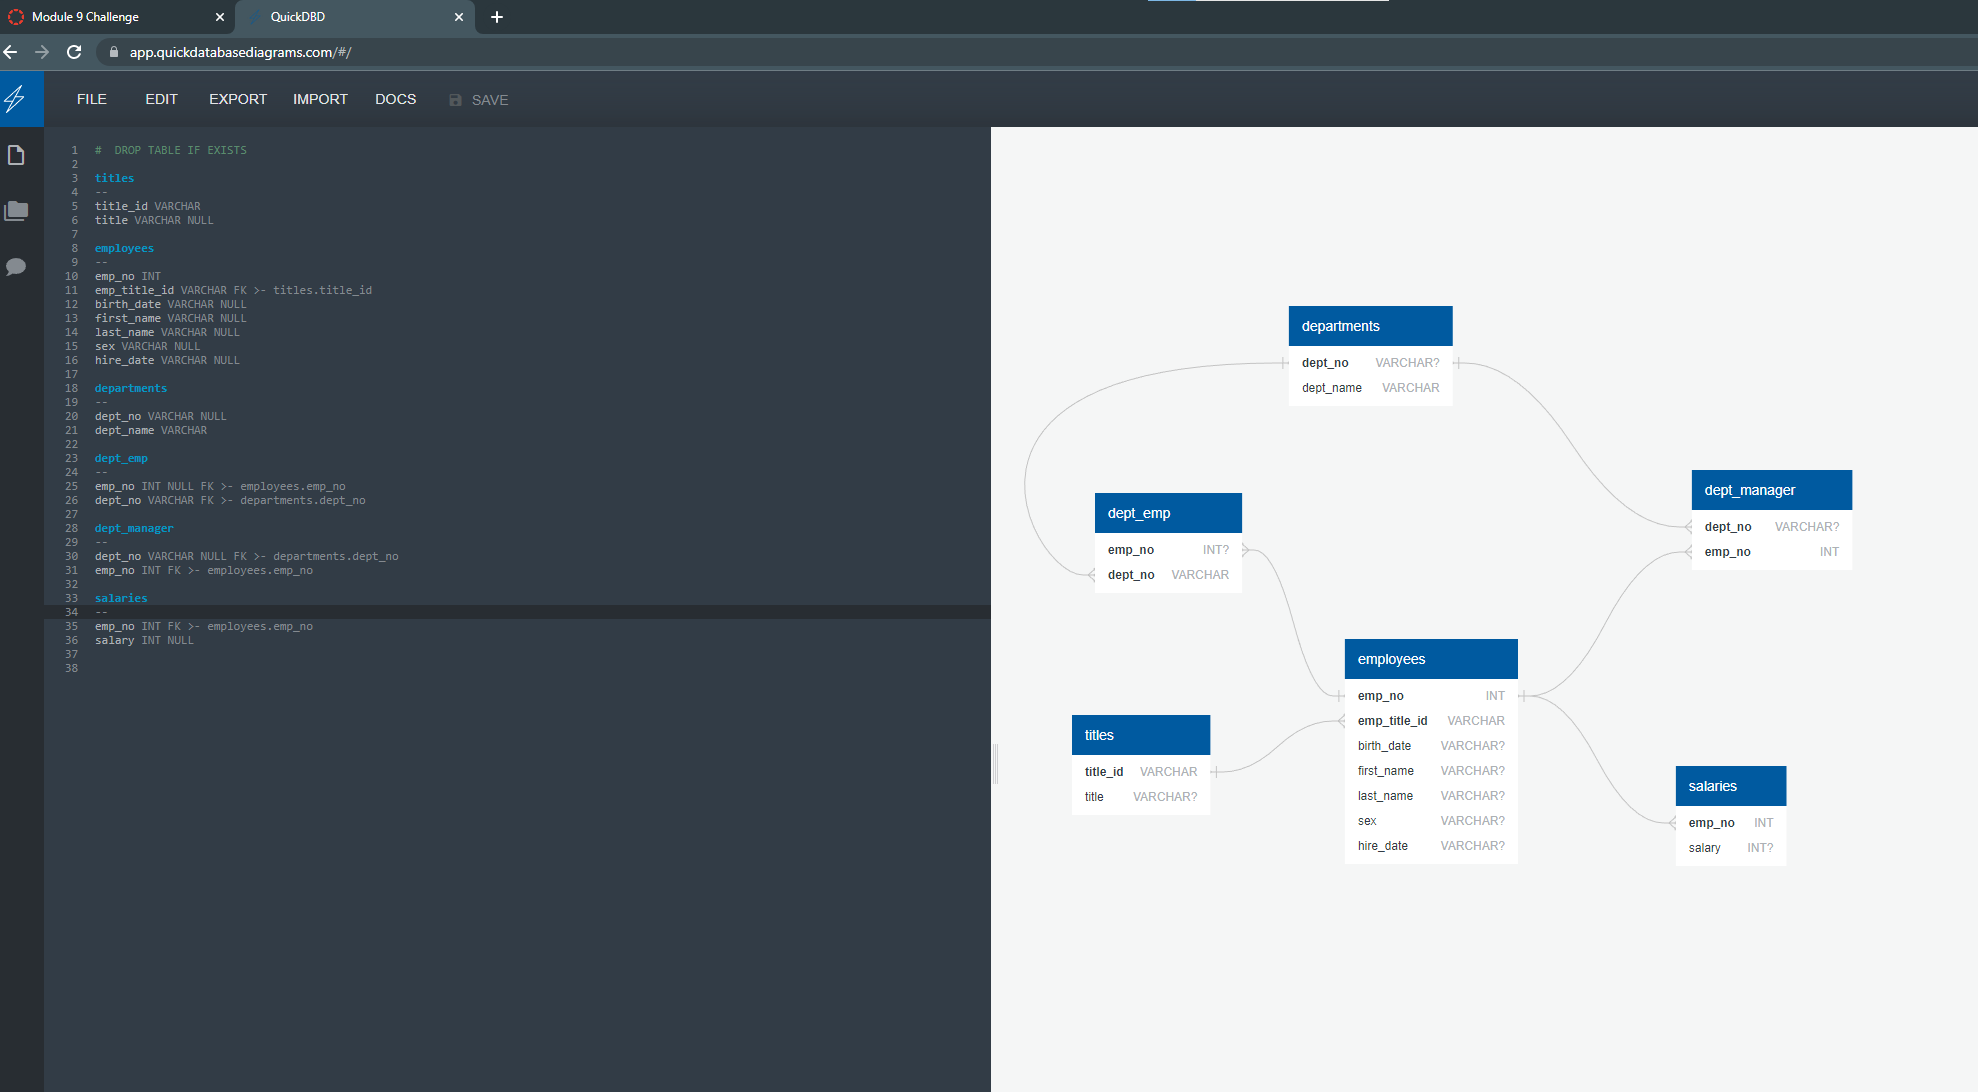 Module 9 Challenge
QuickDBD
app.quickdatabasediagrams.com/#/
FILE EDIT EXPORT IMPORT DOCS SAVE
1 # DROP TABLE IF EXISTS
2
3 titles
4 --
5 title_id VARCHAR
6 title VARCHAR NULL
7
8 employees
9 --
10 emp_no INT
11 emp_title_id VARCHAR FK >- titles.title_id
12 birth_date VARCHAR NULL
13 first_name VARCHAR NULL
14 last_name VARCHAR NULL
15 sex VARCHAR NULL
16 hire_date VARCHAR NULL
17
18 departments
19 --
20 dept_no VARCHAR NULL
21 dept_name VARCHAR
22
23 dept_emp
24 --
25 emp_no INT NULL FK >- employees.emp_no
26 dept_no VARCHAR FK >- departments.dept_no
27
28 dept_manager
29 --
30 dept_no VARCHAR NULL FK >- departments.dept_no
31 emp_no INT FK >- employees.emp_no
32
33 salaries
34 --
35 emp_no INT FK >- employees.emp_no
36 salary INT NULL
37
38
departments
dept_no VARCHAR?
dept_name VARCHAR
dept_manager
dept_no VARCHAR?
emp_no INT
dept_emp
emp_no INT?
dept_no VARCHAR
employees
emp_no INT
emp_title_id VARCHAR
birth_date VARCHAR?
first_name VARCHAR?
last_name VARCHAR?
sex VARCHAR?
hire_date VARCHAR?
titles
title_id VARCHAR
title VARCHAR?
salaries
emp_no INT
salary INT?